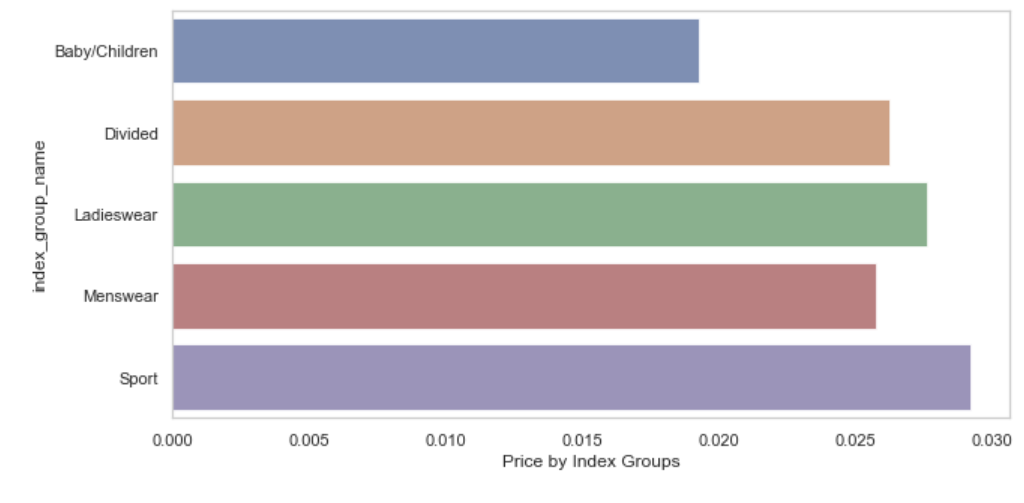 index_group_name
Baby/Children
Divided
Ladieswear
Menswear
Sport
0.000 0.005 0.010 0.015 0.020 0.025 0.030
Price by Index Groups